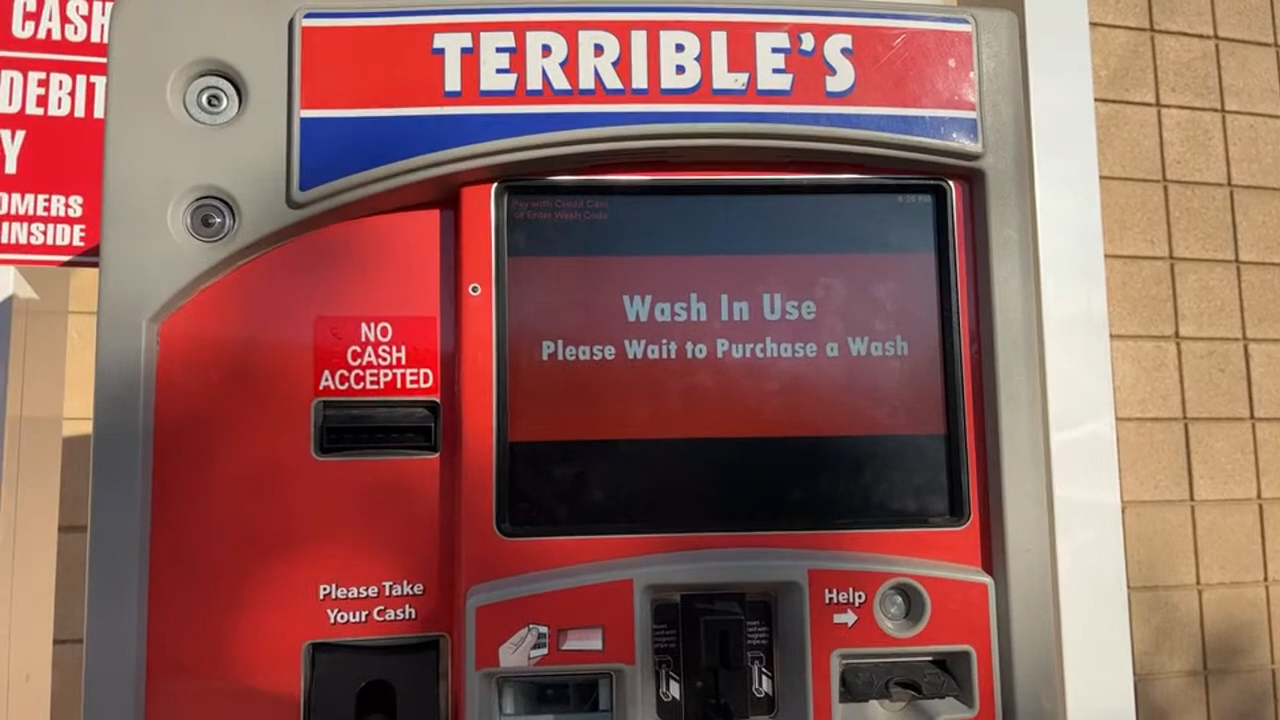 CASH
DEBIT
Y
OMERS
INSIDE
TERRIBLE'S
Pay with Credit Card
or Enter Wash Code
Wash In Use
Please Wait to Purchase a Wash
NO
CASH
ACCEPTED
Please Take
Your Cash
Help